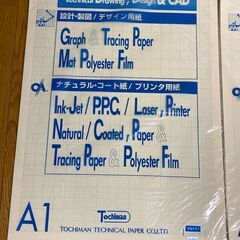 Technical Drawing, Design & CAD
設計・製図/デザイン用紙
Graph & Tracing Paper
Mat Polyester Film
ナチュラル・コート紙/プリンタ用紙
Ink-Jet / P.P.C. / Laser, Printer
Natural / Coated, Paper &
Tracing Paper & Polyester Film
A1
Tochiman
TOCHIMAN TECHNICAL PAPER CO., LTD.